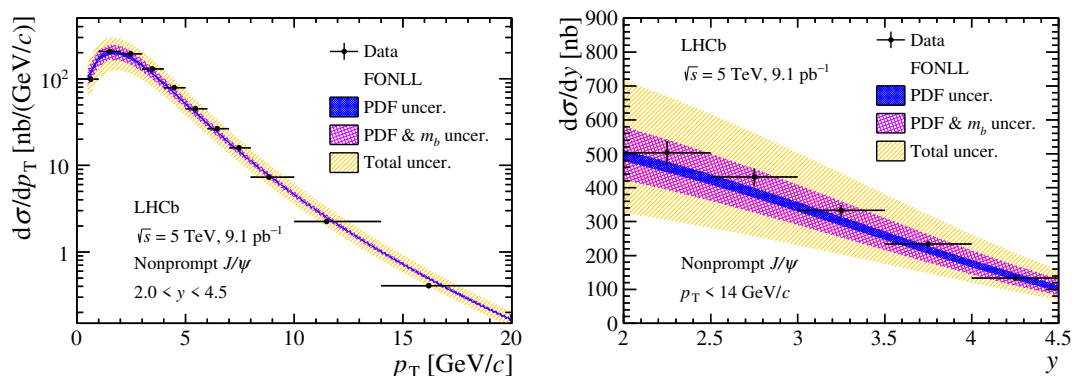 dσ/dp_T [nb/(GeV/c)]
10²
10
1
Data
FONLL
PDF uncer.
PDF & m_b uncer.
Total uncer.
LHCb
√s = 5 TeV, 9.1 pb⁻¹
Nonprompt J/ψ
2.0 < y < 4.5
0 5 10 15 20
p_T [GeV/c]
dσ/dy [nb]
900
800
700
600
500
400
300
200
100
0
LHCb
√s = 5 TeV, 9.1 pb⁻¹
Data
FONLL
PDF uncer.
PDF & m_b uncer.
Total uncer.
Nonprompt J/ψ
p_T < 14 GeV/c
2 2.5 3 3.5 4 4.5
y